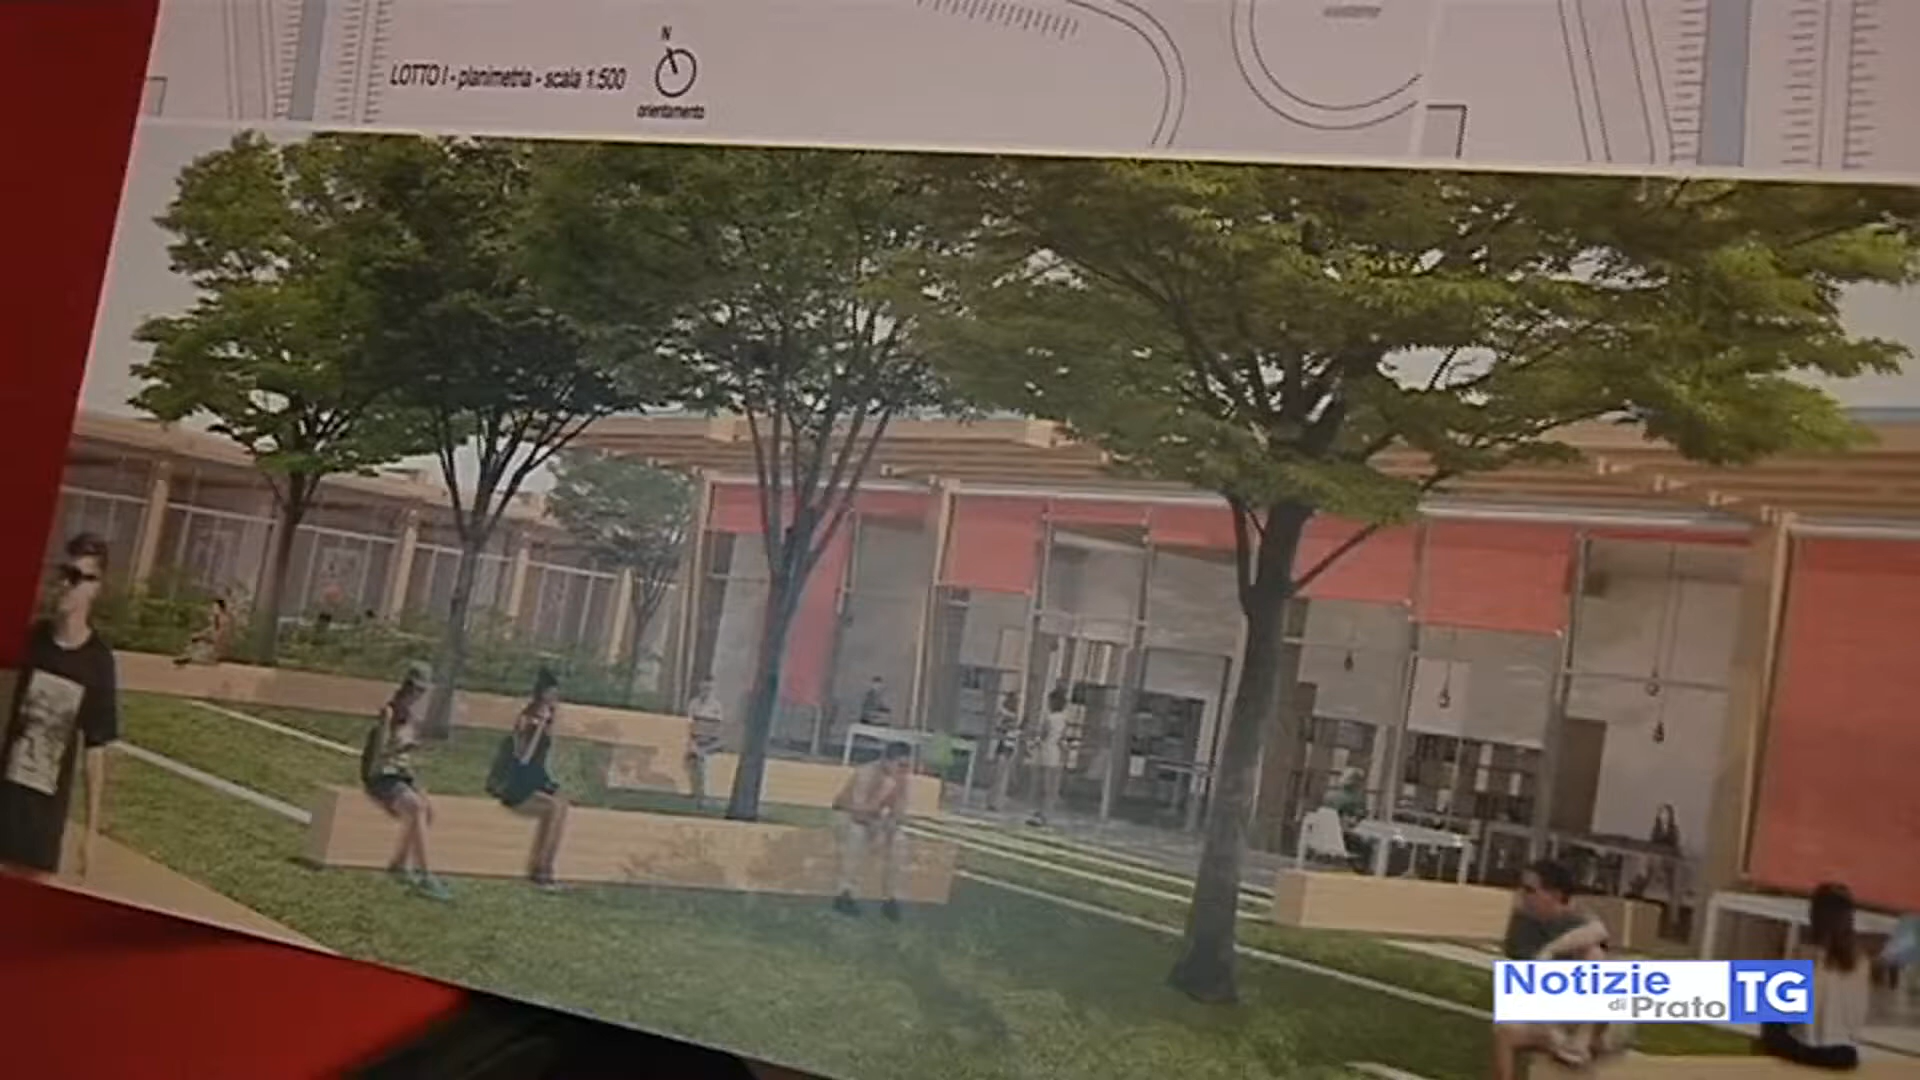 N
LOTTO I - planimetria - scala 1:500
orientamento
Notizie
di Prato
TG